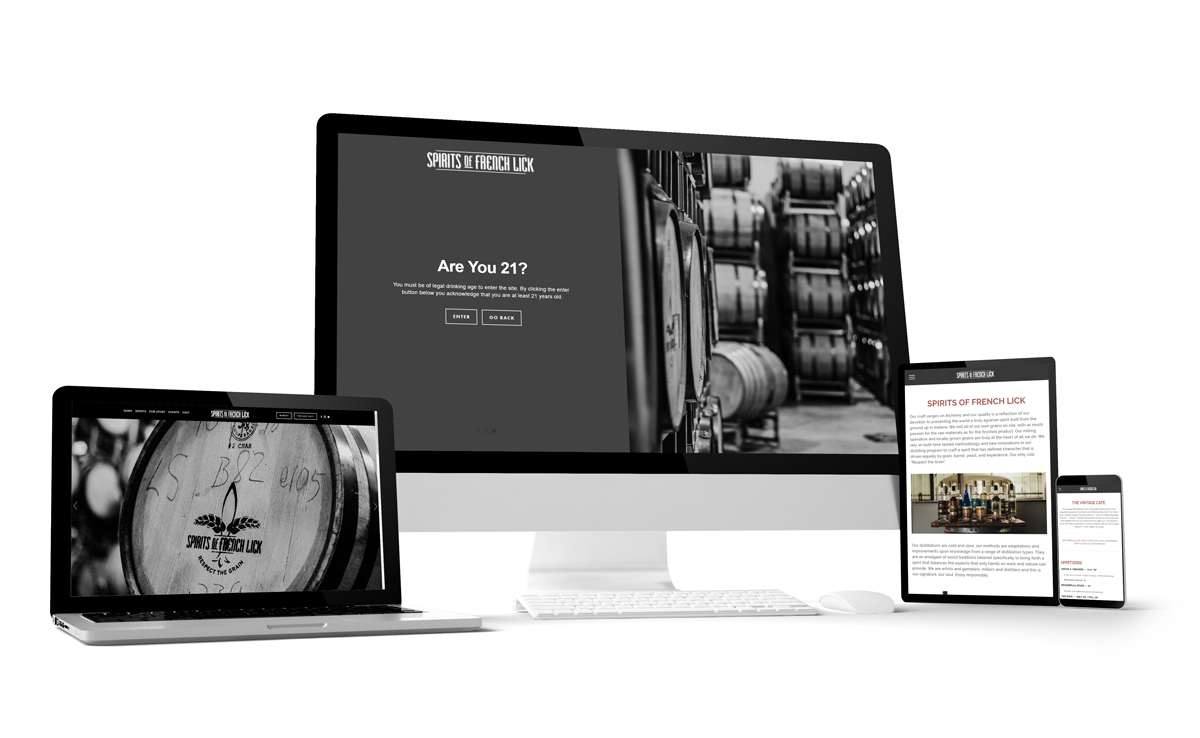 SPIRITS OF FRENCH LICK
Are You 21?
You must be of legal drinking age to enter the site. By clicking the enter
button below you acknowledge that you are at least 21 years old.
ENTER
GO BACK
HOME SPIRITS OUR STORY EVENTS VISIT
SPIRITS OF FRENCH LICK
# 2 CHAR
SPIRITS OF FRENCH LICK
RESPECT THE GRAIN
SPIRITS OF FRENCH LICK
SPIRITS OF FRENCH LICK
Our craft verges on Alchemy and our quality is a reflection of our
devotion to presenting the world a truly agrarian spirit built from the
ground up in Indiana. We mill all of our own grains on site, with as much
passion for the raw materials as for the finished product. Our milling
operation and locally grown grains are truly at the heart of all we do. We
rely on both time tested methodology and new innovations in our
distilling program to craft a spirit that has defined character that is
driven equally by grain, barrel, yeast, and experience. Our only rule:
"Respect the Grain"
Our distillations are cold and slow, our methods are adaptations and
improvements upon knowledge from a range of distillation types. They
are an amalgam of world traditions tailored specifically to bring forth a
spirit that balances the aspects that only hands on work and nature can
provide. We are artists and gamblers, millers and distillers and this is
our signature, our soul. Enjoy responsibly.
SPIRITS OF FRENCH LICK
THE VINTAGE CAFE
APPETIZERS